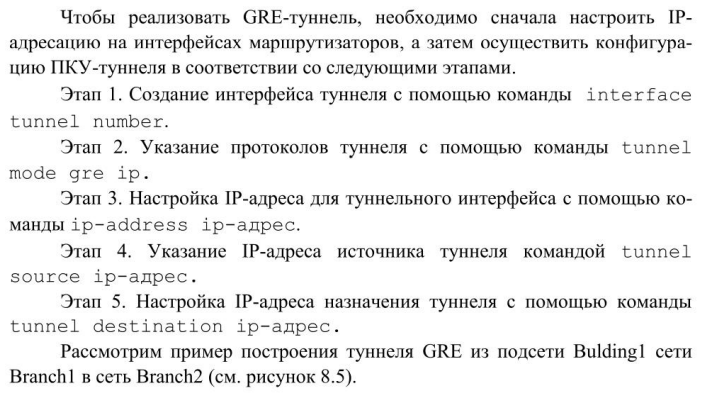 Чтобы реализовать GRE-туннель, необходимо сначала настроить IP-
адресацию на интерфейсах маршрутизаторов, а затем осуществить конфигура-
цию ПКУ-туннеля в соответствии со следующими этапами.
Этап 1. Создание интерфейса туннеля с помощью команды interface
tunnel number.
Этап 2. Указание протоколов туннеля с помощью команды tunnel
mode gre ip.
Этап 3. Настройка IP-адреса для туннельного интерфейса с помощью ко-
манды ip-address ip-адрес.
Этап 4. Указание IP-адреса источника туннеля командой tunnel
source ip-адрес.
Этап 5. Настройка IP-адреса назначения туннеля с помощью команды
tunnel destination ip-адрес.
Рассмотрим пример построения туннеля GRE из подсети Bulding1 сети
Branch1 в сеть Branch2 (см. рисунок 8.5).